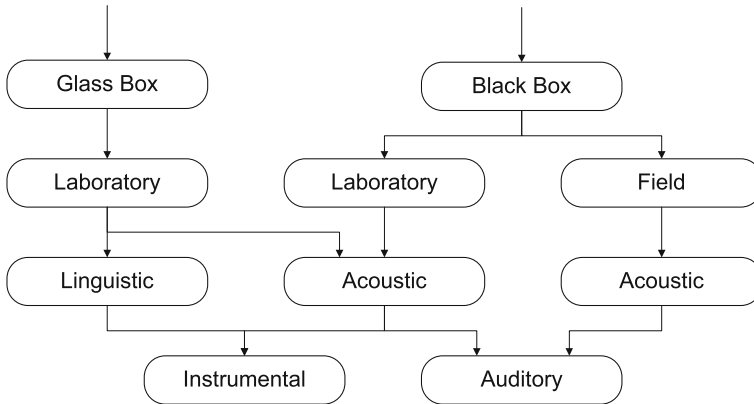 Glass Box
Black Box
Laboratory
Laboratory
Field
Linguistic
Acoustic
Acoustic
Instrumental
Auditory